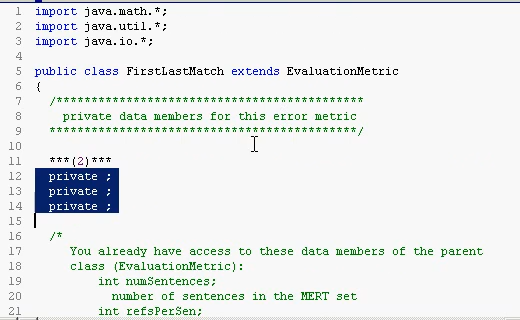 1 import java.math.*;
2 import java.util.*;
3 import java.io.*;
4
5 public class FirstLastMatch extends EvaluationMetric
6 {
7 /********************************************
8 private data members for this error metric
9 ********************************************/
10
11 ***(2)***
12 private ;
13 private ;
14 private ;
15
16 /*
17 You already have access to these data members of the parent
18 class (EvaluationMetric):
19 int numSentences;
20 number of sentences in the MERT set
21 int refsPerSen;